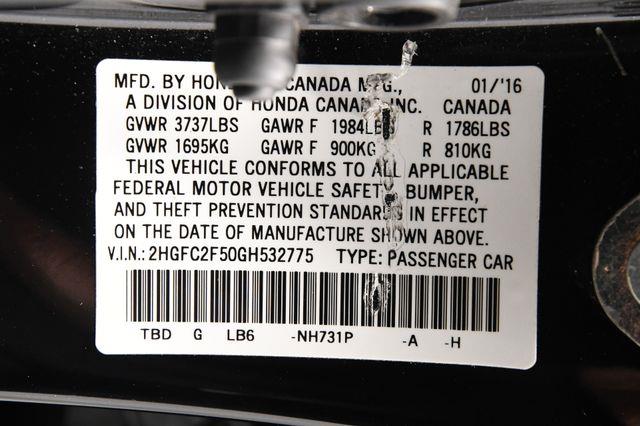 MFD. BY HONDA CANADA MFG., 01/'16
A DIVISION OF HONDA CANADA INC. CANADA
GVWR 3737LBS GAWR F 1984LBS R 1786LBS
GVWR 1695KG GAWR F 900KG R 810KG
THIS VEHICLE CONFORMS TO ALL APPLICABLE
FEDERAL MOTOR VEHICLE SAFETY, BUMPER,
AND THEFT PREVENTION STANDARDS IN EFFECT
ON THE DATE OF MANUFACTURE SHOWN ABOVE.
V.I.N.: 2HGFC2F50GH532775 TYPE: PASSENGER CAR
TBD G LB6 -NH731P -A -H